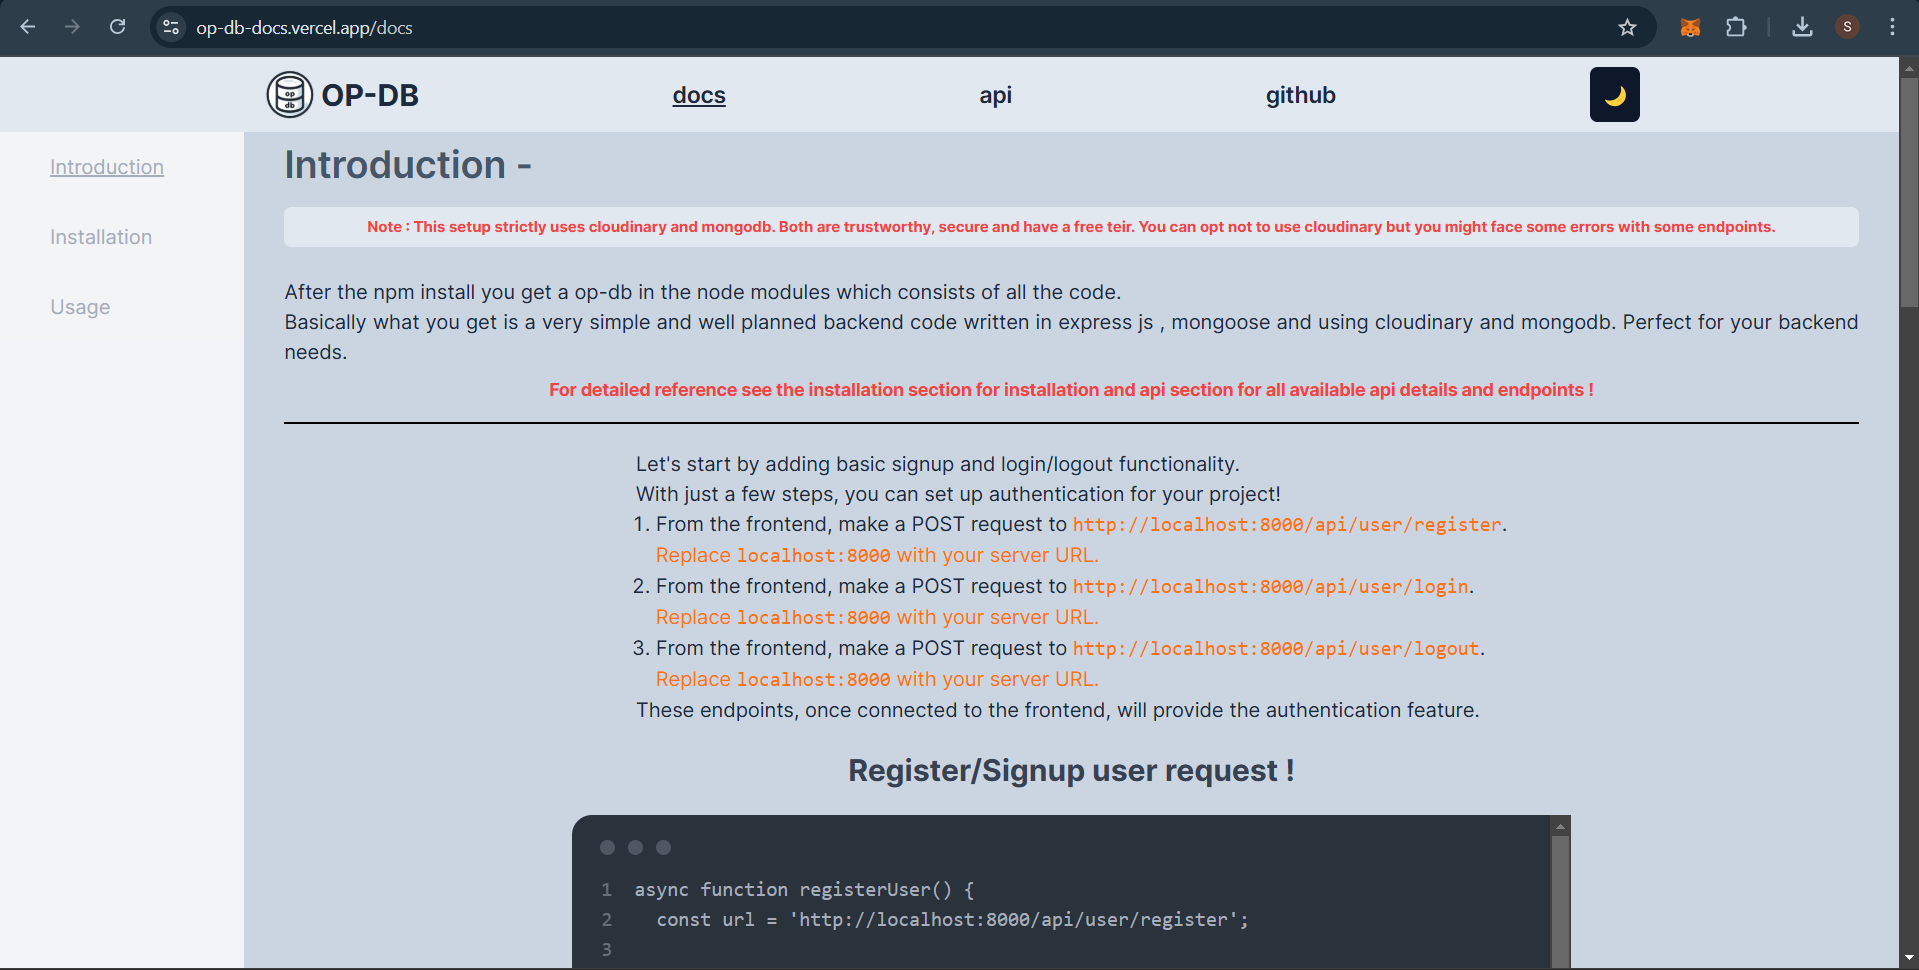 op-db-docs.vercel.app/docs
S
op
db
OP-DB
docs
api
github
Introduction
Installation
Usage
Introduction -
Note : This setup strictly uses cloudinary and mongodb. Both are trustworthy, secure and have a free teir. You can opt not to use cloudinary but you might face some errors with some endpoints.
After the npm install you get a op-db in the node modules which consists of all the code.
Basically what you get is a very simple and well planned backend code written in express js , mongoose and using cloudinary and mongodb. Perfect for your backend
needs.
For detailed reference see the installation section for installation and api section for all available api details and endpoints !
Let's start by adding basic signup and login/logout functionality.
With just a few steps, you can set up authentication for your project!
1. From the frontend, make a POST request to http://localhost:8000/api/user/register.
Replace localhost:8000 with your server URL.
2. From the frontend, make a POST request to http://localhost:8000/api/user/login.
Replace localhost:8000 with your server URL.
3. From the frontend, make a POST request to http://localhost:8000/api/user/logout.
Replace localhost:8000 with your server URL.
These endpoints, once connected to the frontend, will provide the authentication feature.
Register/Signup user request !
1 async function registerUser() {
2 const url = 'http://localhost:8000/api/user/register';
3